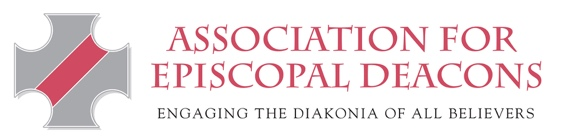 ASSOCIATION FOR
EPISCOPAL DEACONS
ENGAGING THE DIAKONIA OF ALL BELIEVERS